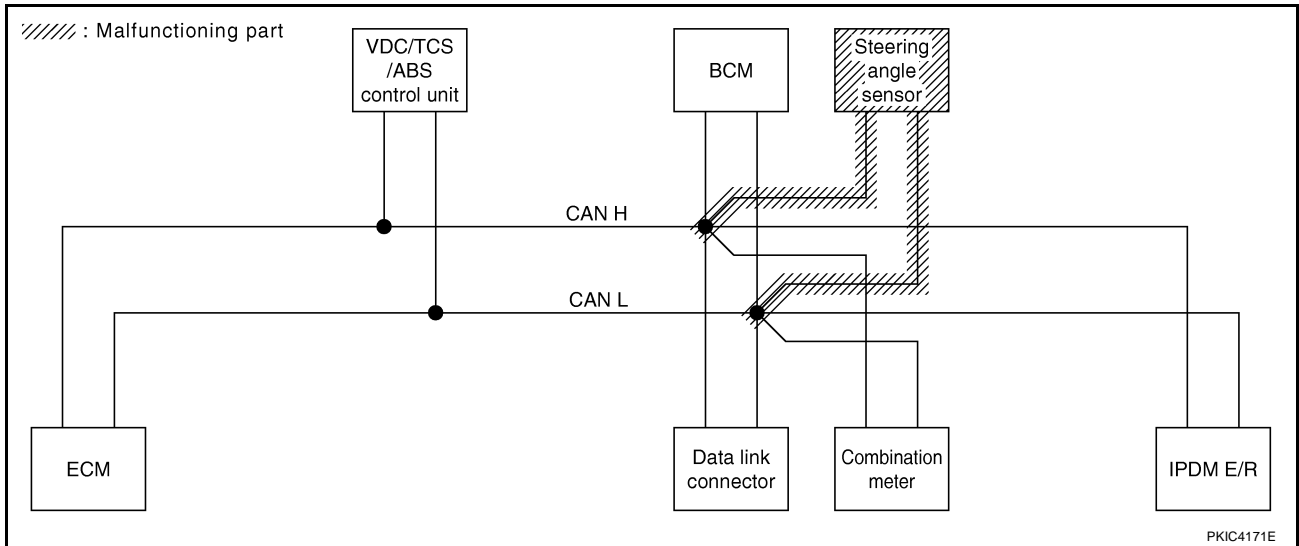 : Malfunctioning part
VDC/TCS
/ABS
control unit
BCM
Steering
angle
sensor
CAN H
CAN L
ECM
Data link
connector
Combination
meter
IPDM E/R
PKIC4171E